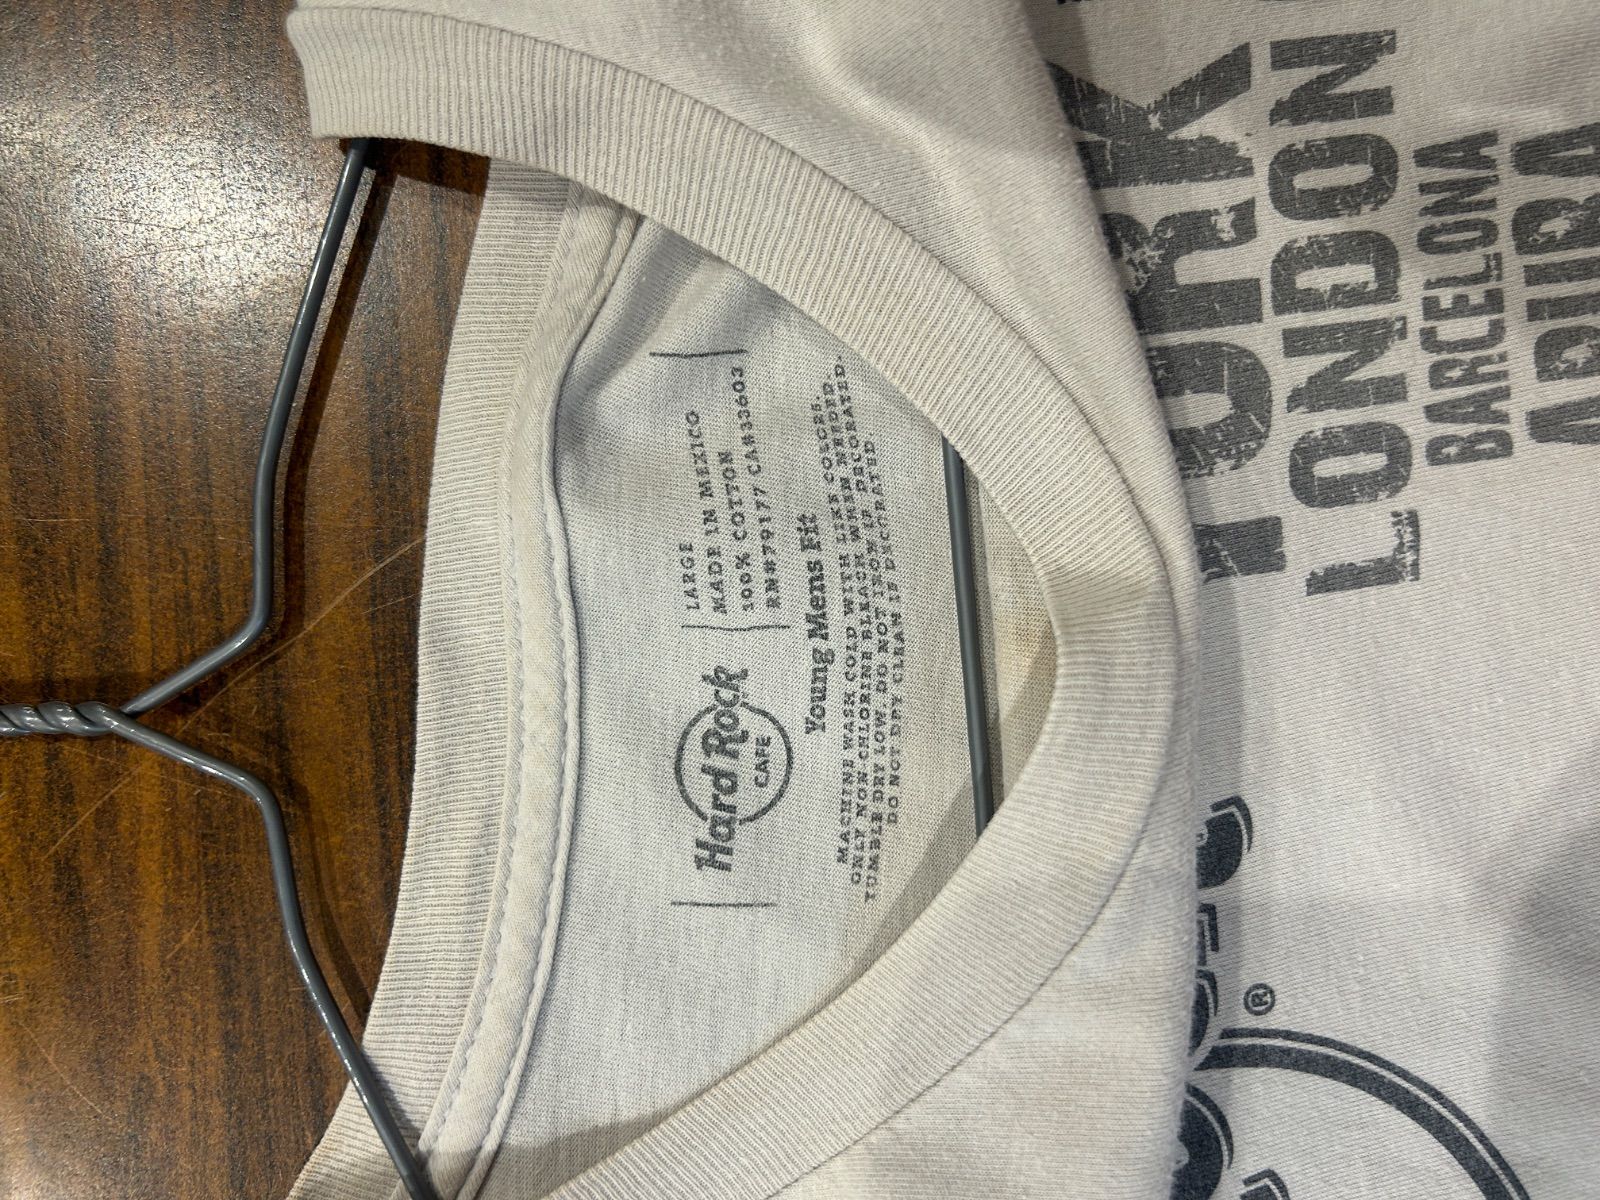 LARGE
MADE IN MEXICO
100% COTTON
RN#79177 CA#33603
Hard Rock
CAFE
Young Mens Fit
MACHINE WASH COLD WITH LIKE COLORS,
ONLY NON CHLORINE BLEACH WHEN NEEDED,
TUMBLE DRY LOW, DO NOT IRON IF DECORATED.
DO NOT DRY CLEAN IF DECORATED.
LONDON
BARCELONA
®